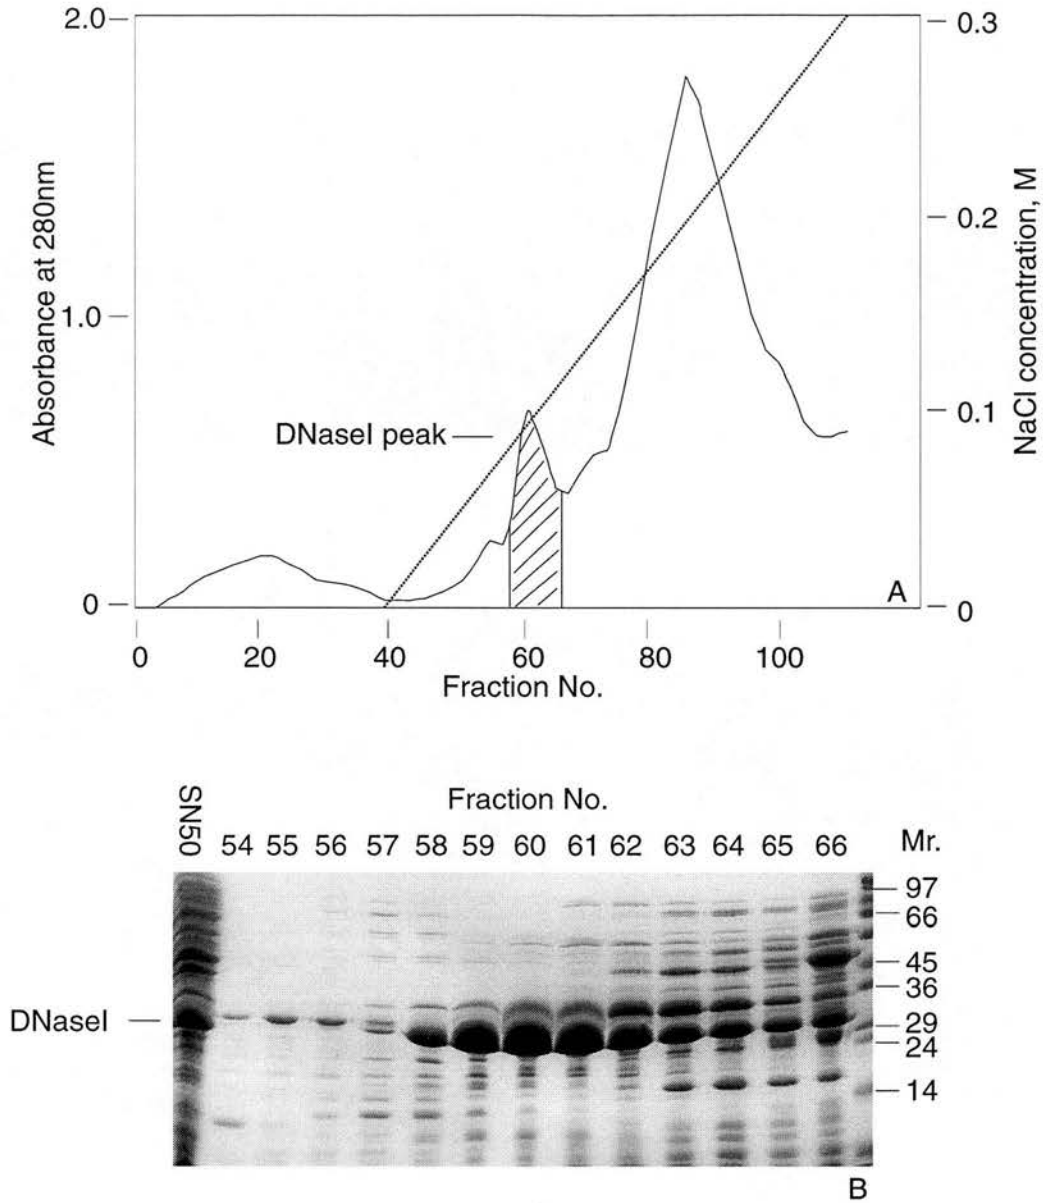 2.0
0.3
Absorbance at 280nm
NaCl concentration, M
0.2
1.0
0.1
DNaseI peak
A
0
0
0 20 40 60 80 100
Fraction No.
Fraction No.
SN50 54 55 56 57 58 59 60 61 62 63 64 65 66 Mr.
97
66
45
36
DNaseI
29
24
14
B